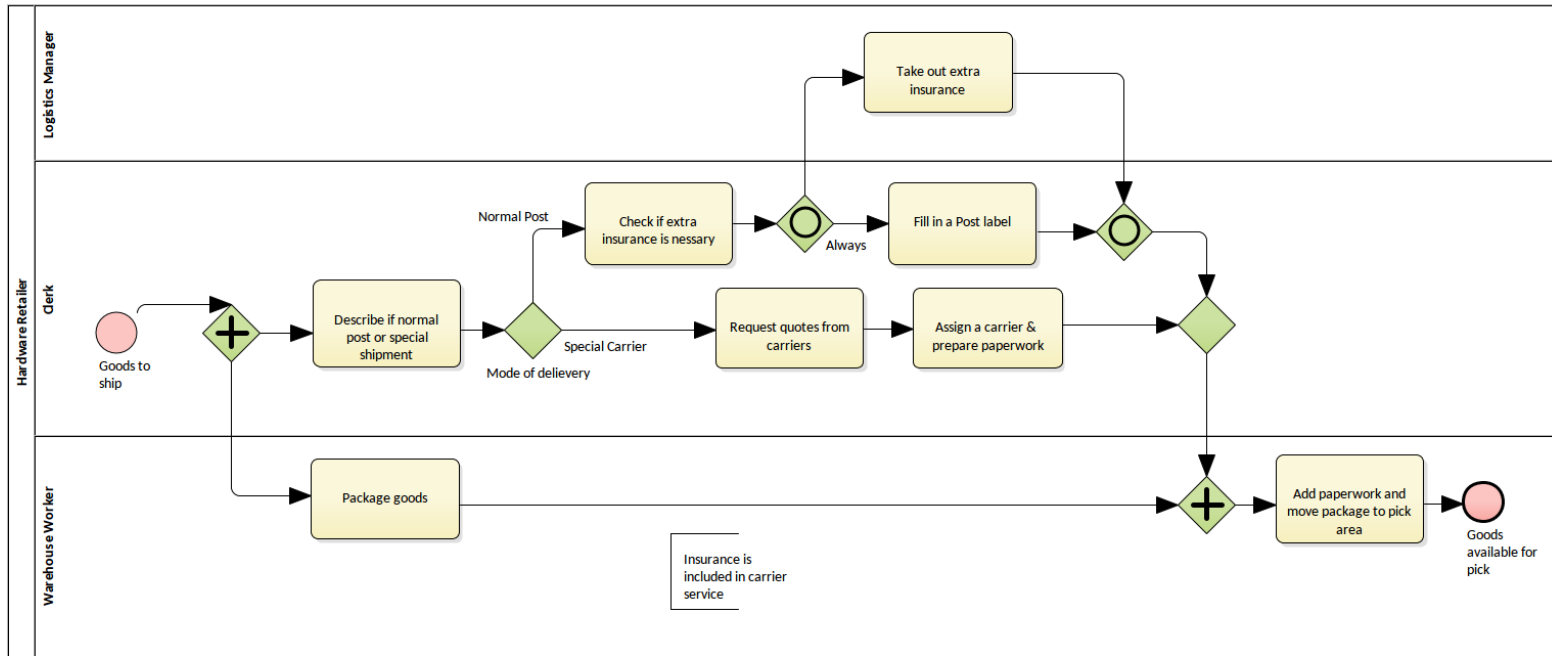 Hardware Retailer
Logistics Manager
Take out extra
insurance
Clerk
Normal Post
Check if extra
insurance is nessary
Always
Fill in a Post label
Goods to
ship
Describe if normal
post or special
shipment
Special Carrier
Mode of delievery
Request quotes from
carriers
Assign a carrier &
prepare paperwork
Warehouse Worker
Package goods
Insurance is
included in carrier
service
Add paperwork and
move package to pick
area
Goods
available for
pick